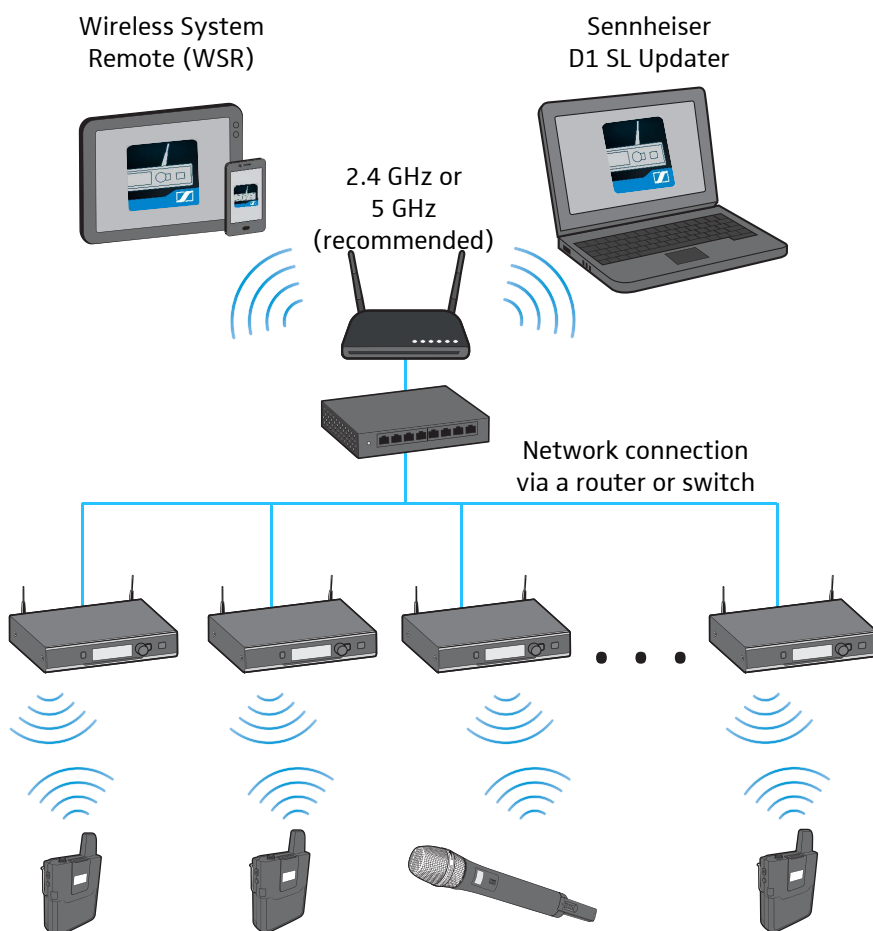 Wireless System
Remote (WSR)
Sennheiser
D1 SL Updater
2.4 GHz or
5 GHz
(recommended)
Network connection
via a router or switch